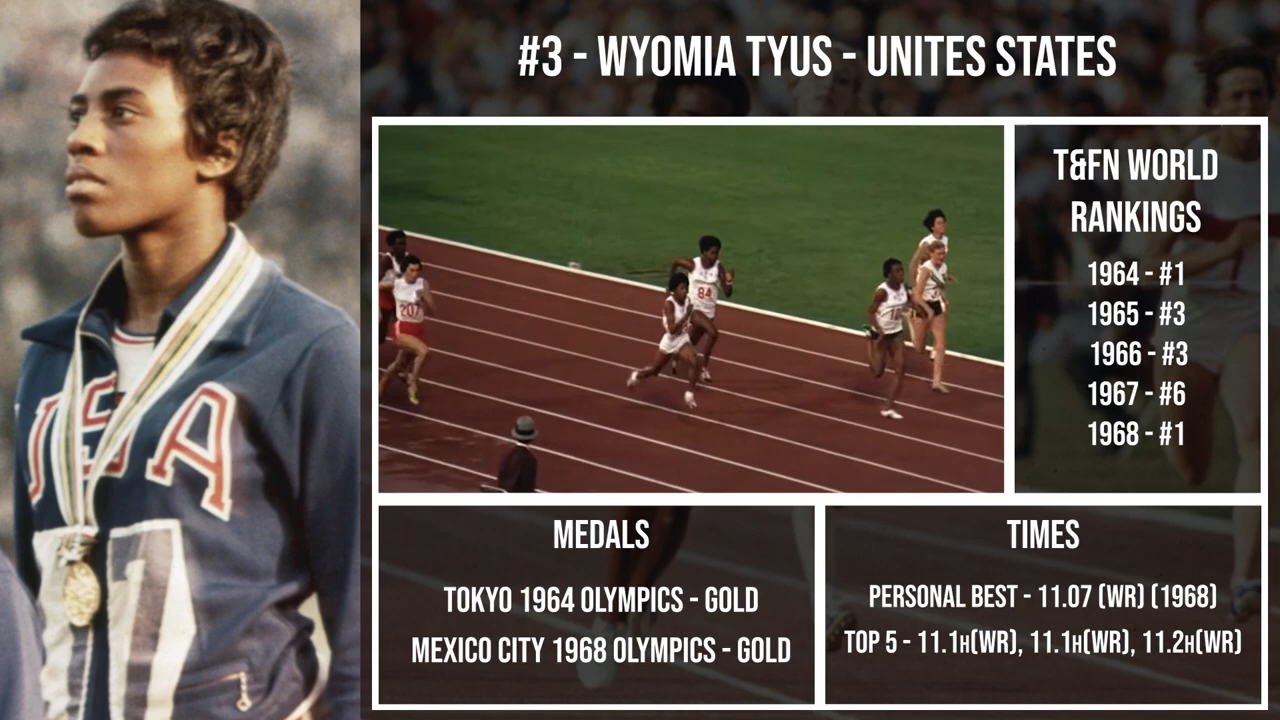 #3 - WYOMIA TYUS - UNITES STATES
USA
207
84
T&FN WORLD
RANKINGS
1964 - #1
1965 - #3
1966 - #3
1967 - #6
1968 - #1
MEDALS
TOKYO 1964 OLYMPICS - GOLD
MEXICO CITY 1968 OLYMPICS - GOLD
TIMES
PERSONAL BEST - 11.07 (WR) (1968)
TOP 5 - 11.1H(WR), 11.1H(WR), 11.2H(WR)